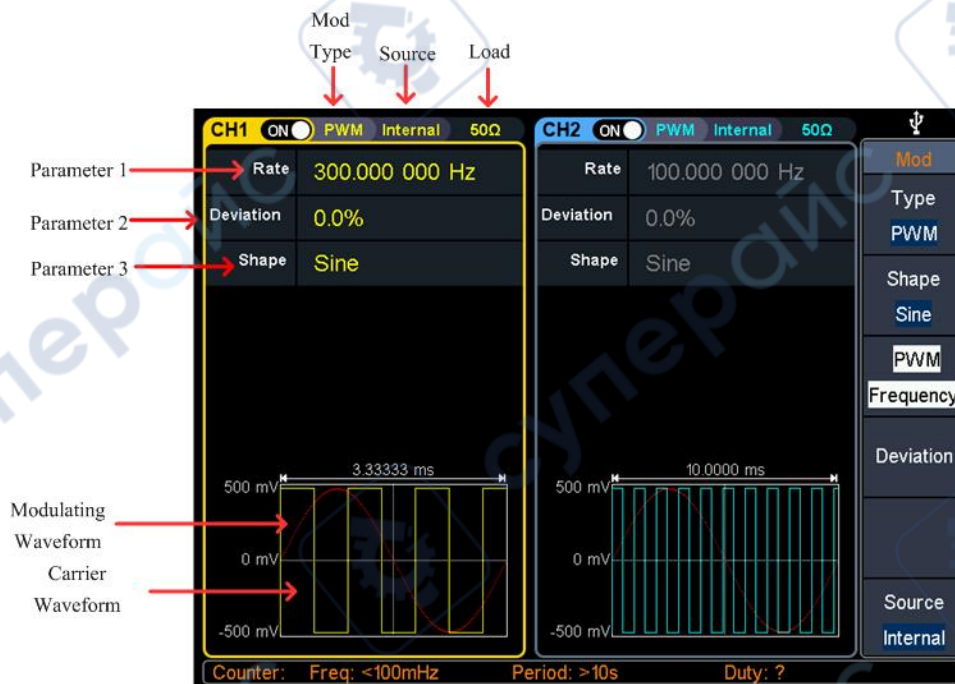 Mod
Type
Source
Load
CH1 ON PWM Internal 50Ω
CH2 ON PWM Internal 50Ω
Parameter 1
Rate 300.000 000 Hz
Parameter 2
Deviation 0.0%
Parameter 3
Shape Sine
Rate 100.000 000 Hz
Deviation 0.0%
Shape Sine
Mod
Type
PWM
Shape
Sine
PWM
Frequency
Deviation
Source
Internal
3.33333 ms
500 mV
0 mV
-500 mV
10.0000 ms
500 mV
0 mV
-500 mV
Modulating
Waveform
Carrier
Waveform
Counter: Freq: <100mHz Period: >10s Duty: ?
суперайс